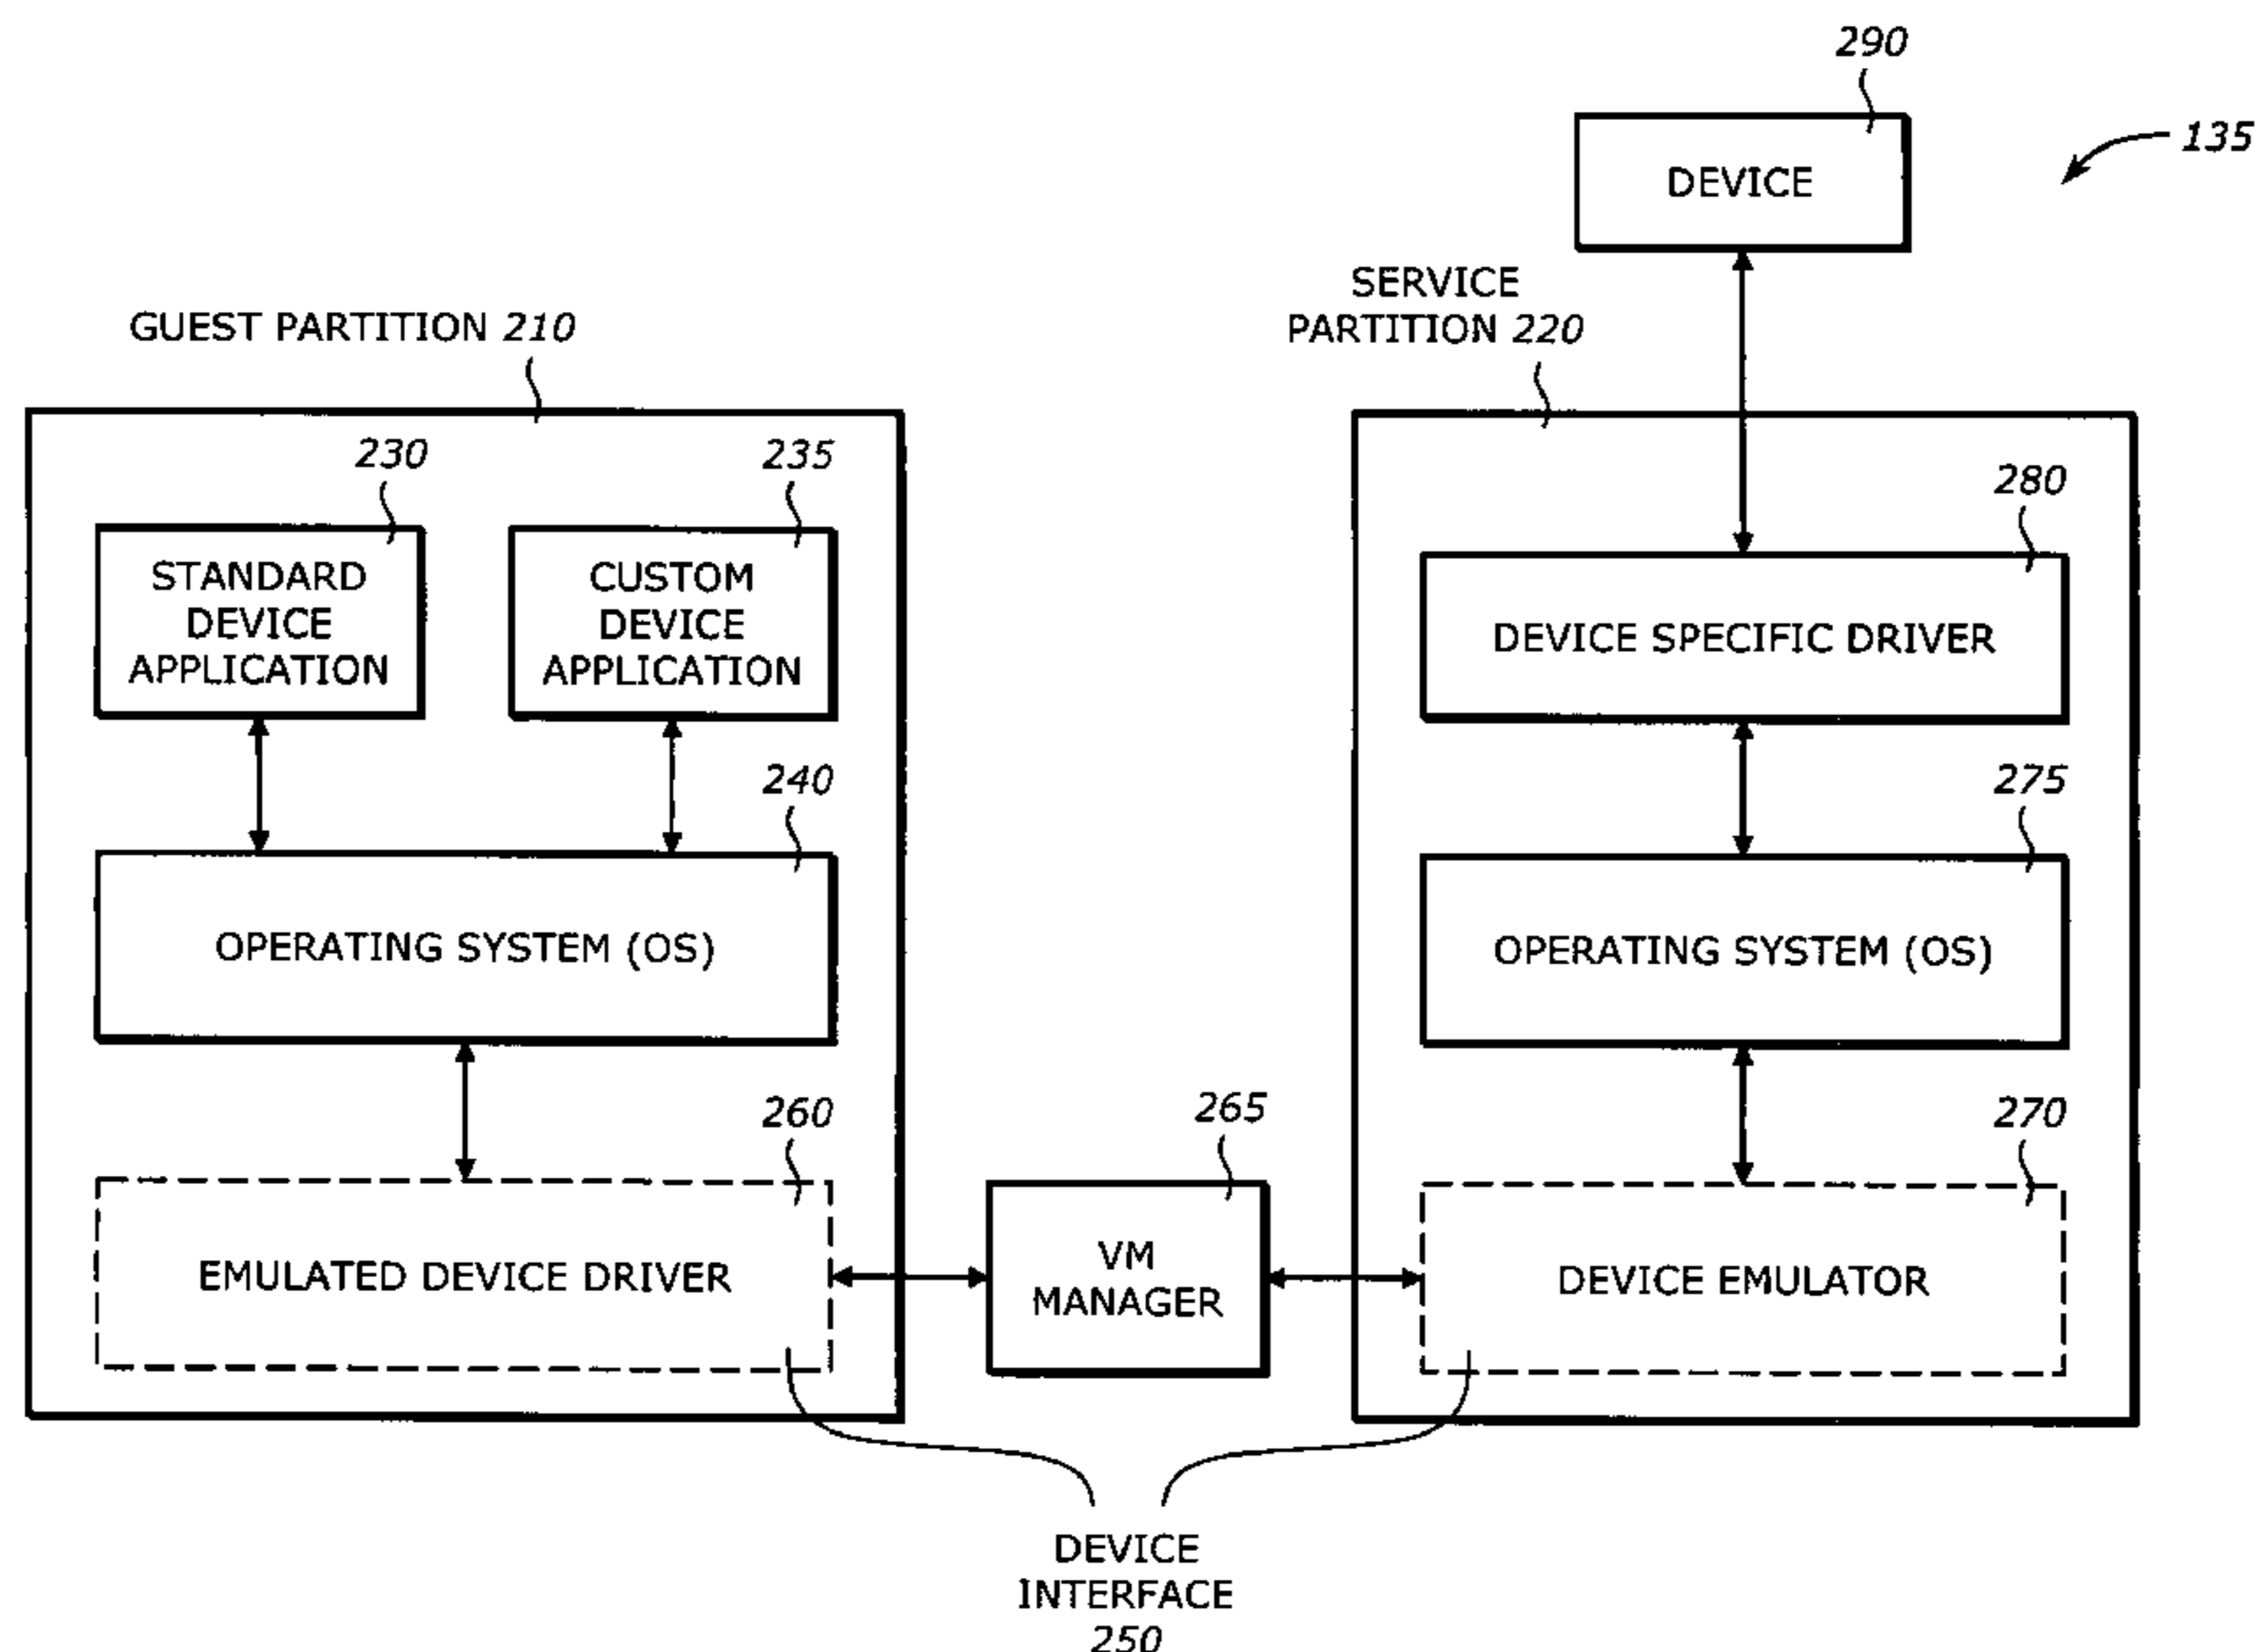 290
135
DEVICE
SERVICE
PARTITION 220
GUEST PARTITION 210
230
235
280
STANDARD
DEVICE
APPLICATION
CUSTOM
DEVICE
APPLICATION
DEVICE SPECIFIC DRIVER
240
275
OPERATING SYSTEM (OS)
OPERATING SYSTEM (OS)
260
265
270
EMULATED DEVICE DRIVER
VM
MANAGER
DEVICE EMULATOR
DEVICE
INTERFACE
250